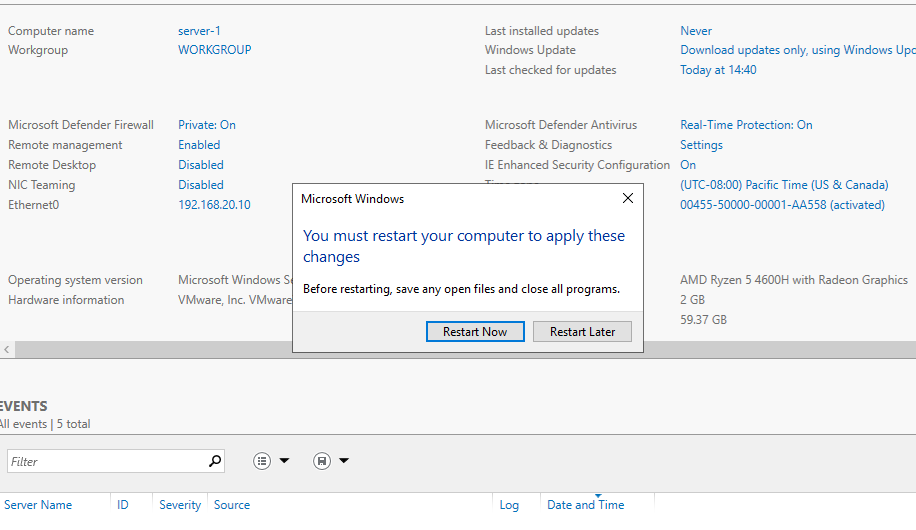 Computer name server-1 Last installed updates Never
Workgroup WORKGROUP Windows Update Download updates only, using Windows
Last checked for updates Today at 14:40
Microsoft Defender Firewall Private: On Microsoft Defender Antivirus Real-Time Protection: On
Remote management Enabled Feedback & Diagnostics Settings
Remote Desktop Disabled IE Enhanced Security Configuration On
NIC Teaming Disabled (UTC-08:00) Pacific Time (US & Canada)
Ethernet0 192.168.20.10 00455-50000-00001-AA558 (activated)
Microsoft Windows
You must restart your computer to apply these
changes
Before restarting, save any open files and close all programs.
Restart Now Restart Later
Operating system version Microsoft Windows AMD Ryzen 5 4600H with Radeon Graphics
Hardware information VMware, Inc. VMware 2 GB
59.37 GB
EVENTS
All events | 5 total
Filter
Server Name ID Severity Source Log Date and Time